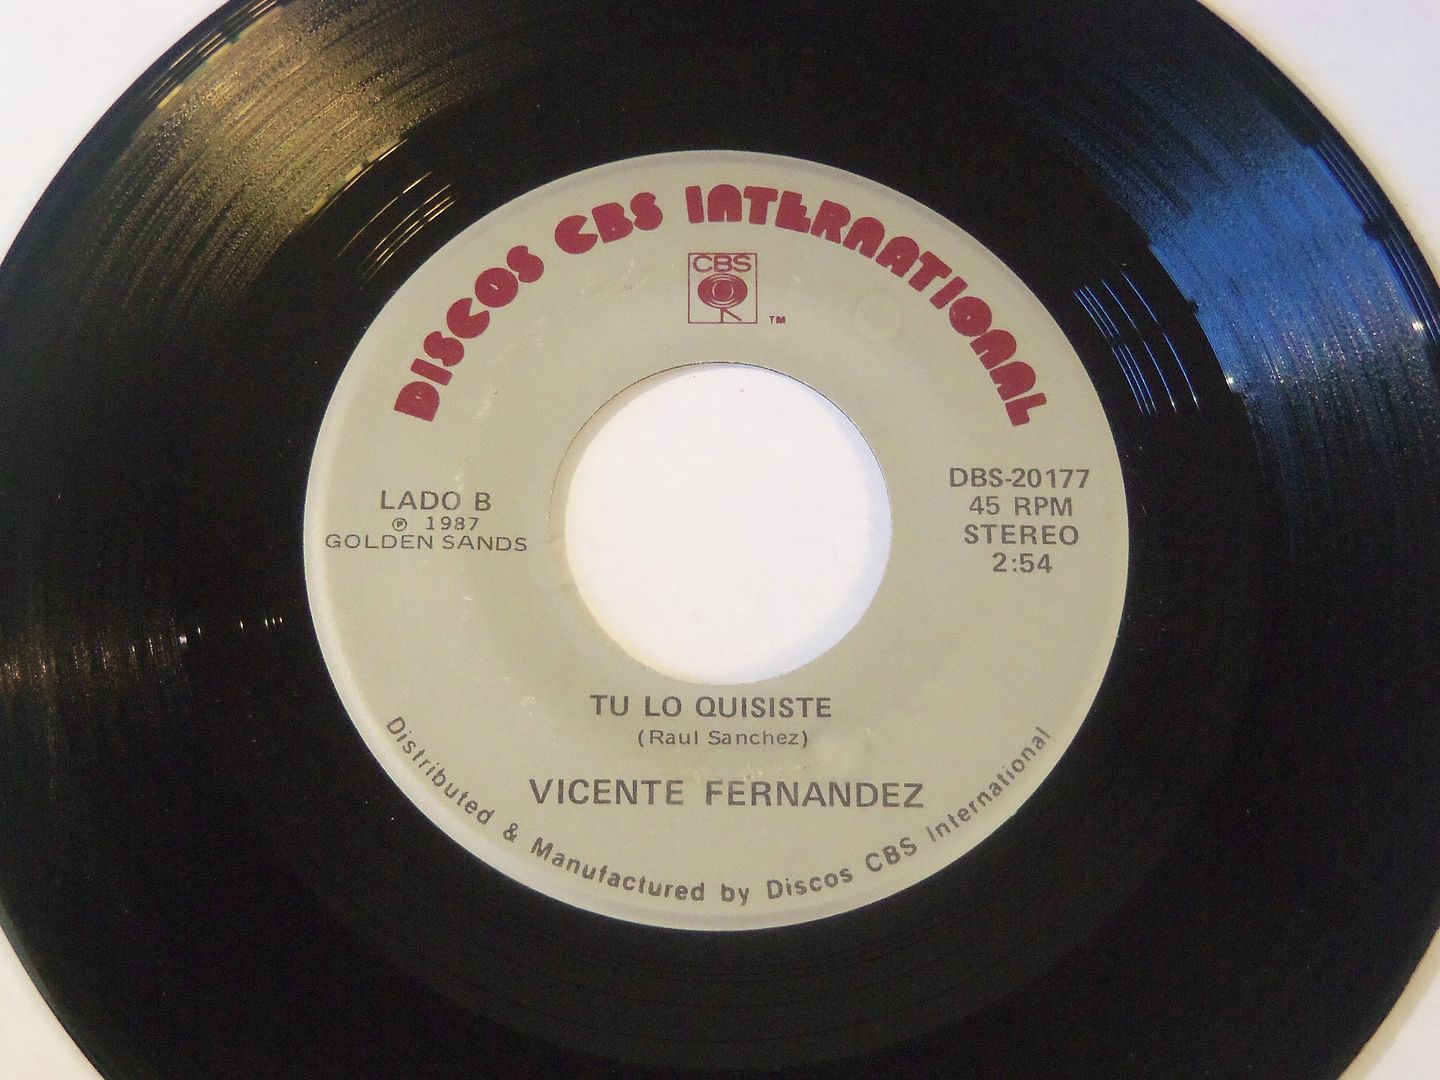 DISCOS CBS INTERNATIONAL
CBS
TM
LADO B
℗ 1987
GOLDEN SANDS
DBS-20177
45 RPM
STEREO
2:54
TU LO QUISISTE
(Raul Sanchez)
VICENTE FERNANDEZ
Distributed & Manufactured by Discos CBS International